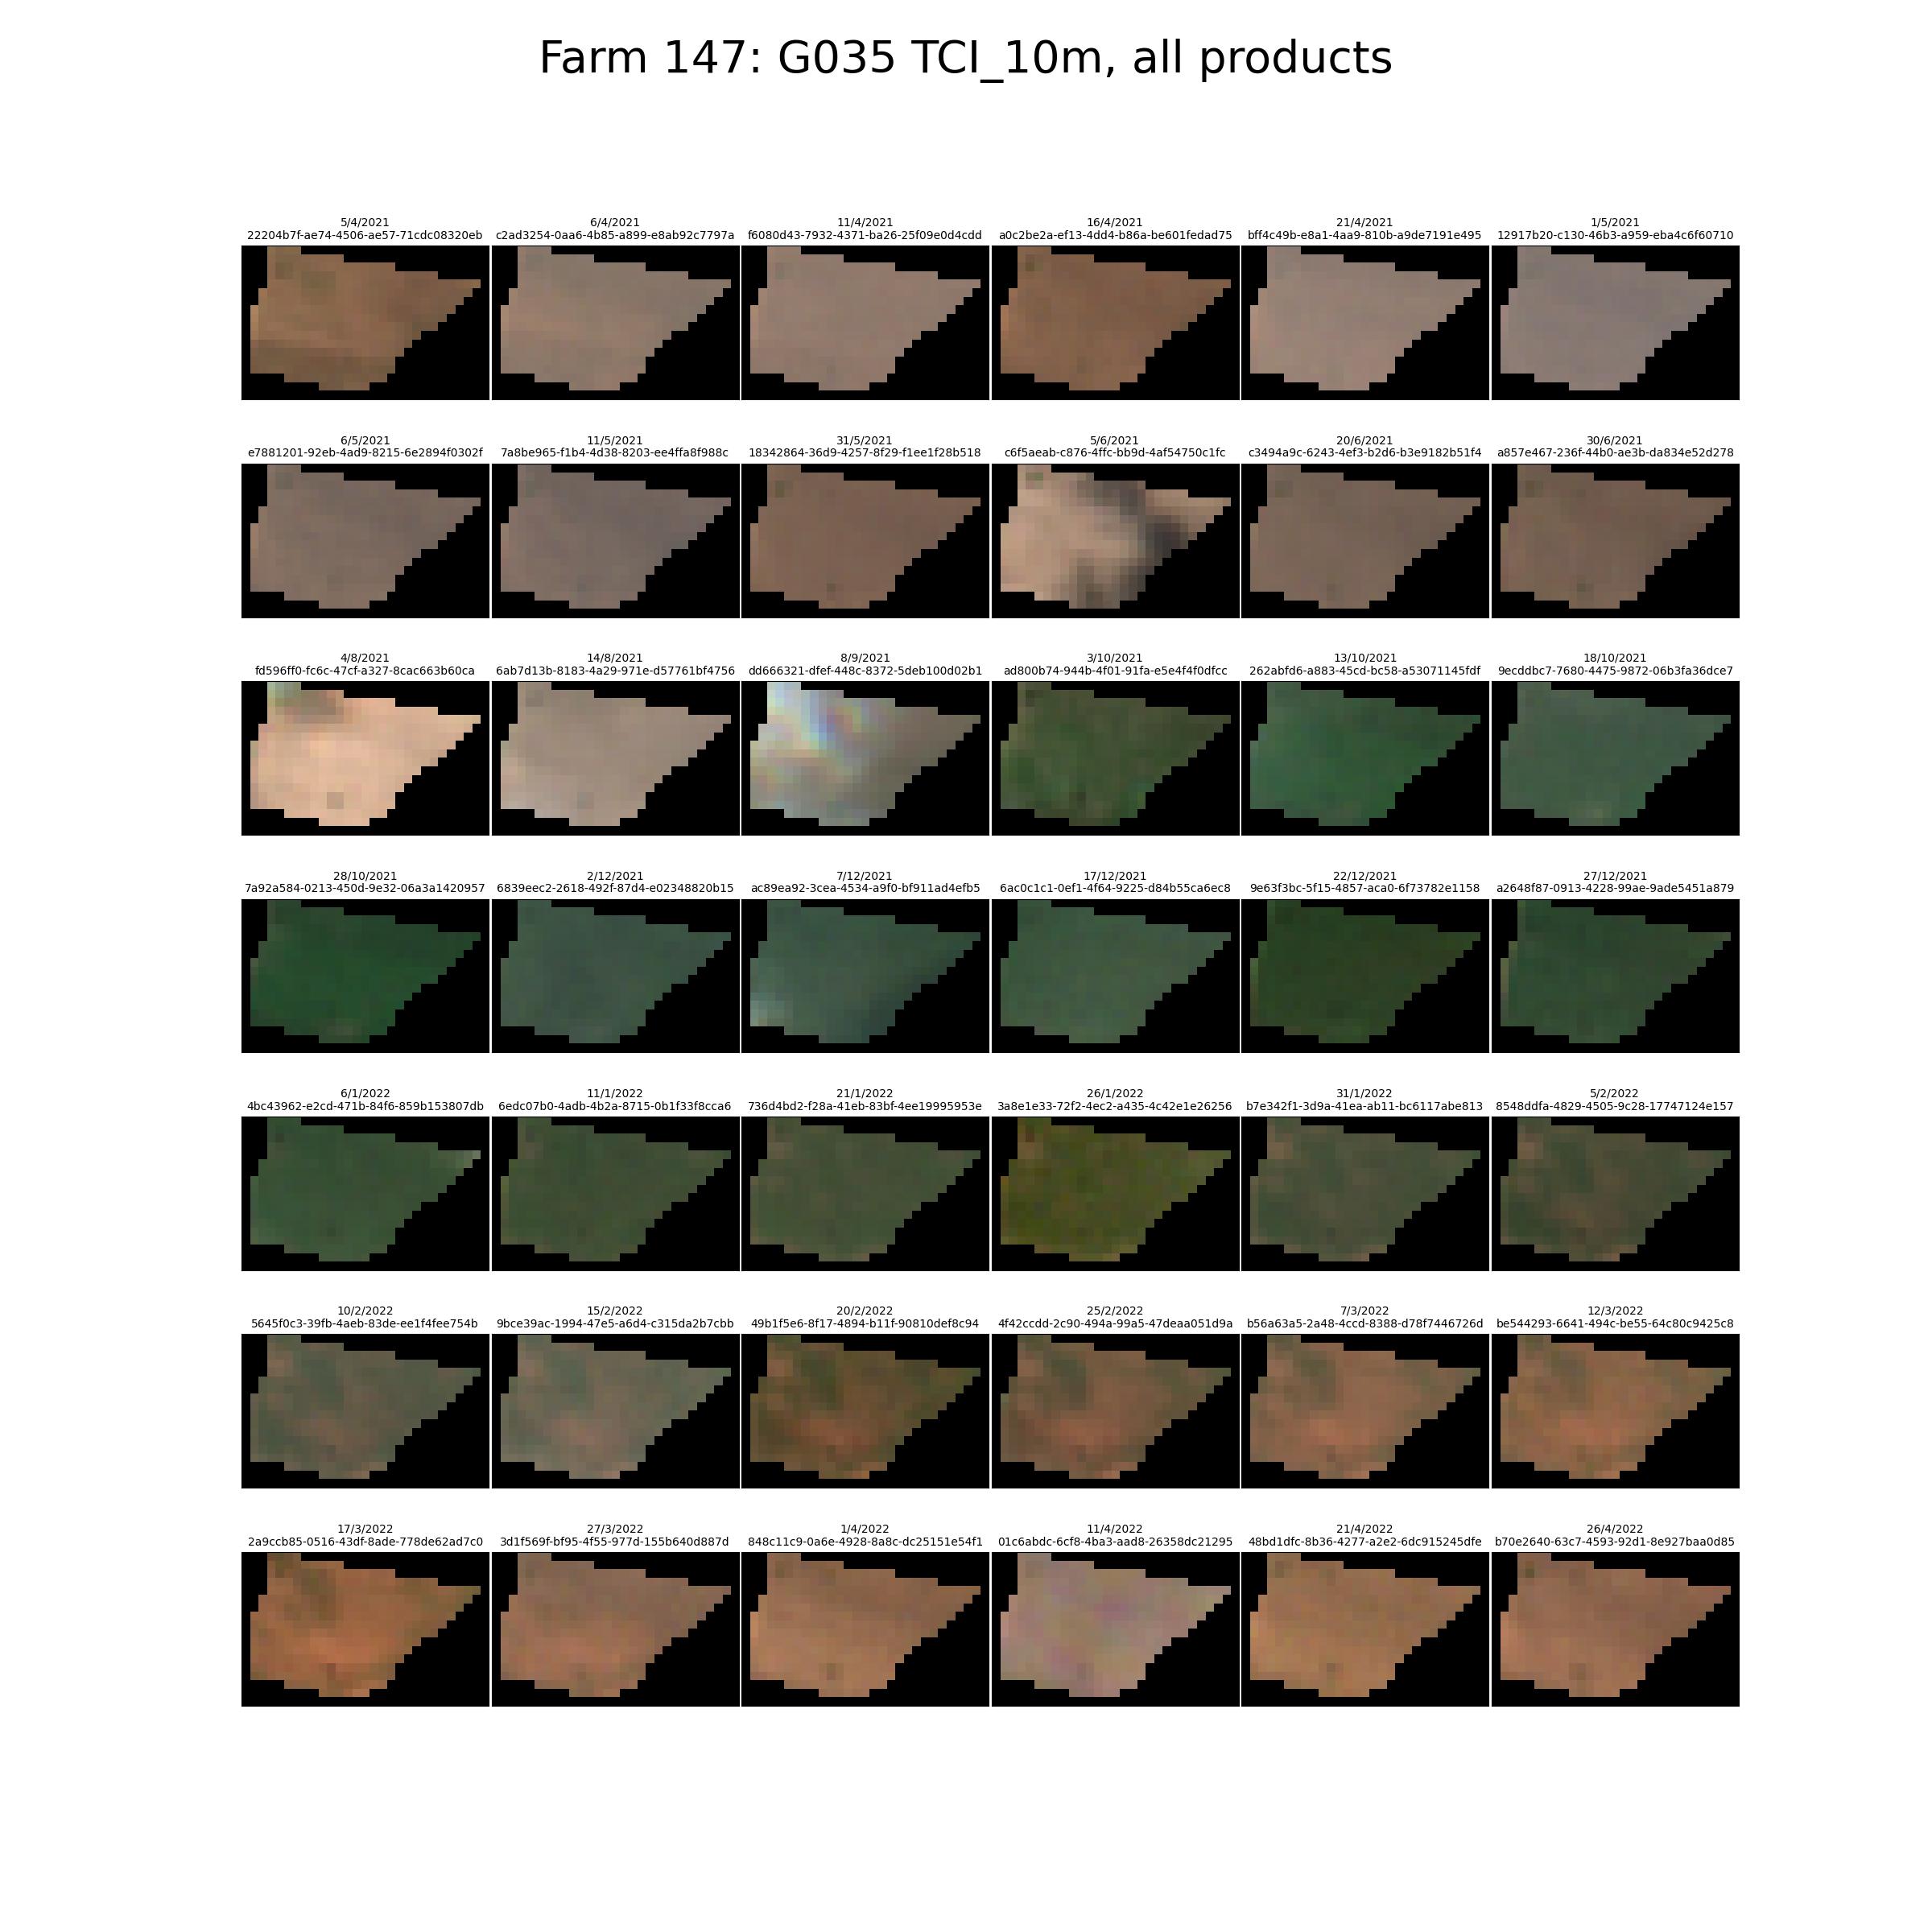 Farm 147: G035 TCI_10m, all products
5/4/2021
22204b7f-ae74-4506-ae57-71cdc08320eb
6/4/2021
c2ad3254-0aa6-4b85-a899-e8ab92c7797a
11/4/2021
f6080d43-7932-4371-ba26-25f09e0d4cdd
16/4/2021
a0c2be2a-ef13-4dd4-b86a-be601fedad75
21/4/2021
bff4c49b-e8a1-4aa9-810b-a9de7191e495
1/5/2021
12917b20-c130-46b3-a959-eba4c6f60710
6/5/2021
e7881201-92eb-4ad9-8215-6e2894f0302f
11/5/2021
7a8be965-f1b4-4d38-8203-ee4ffa8f988c
31/5/2021
18342864-36d9-4257-8f29-f1ee1f28b518
5/6/2021
c6f5aeab-c876-4ffc-bb9d-4af54750c1fc
20/6/2021
c3494a9c-6243-4ef3-b2d6-b3e9182b51f4
30/6/2021
a857e467-236f-44b0-ae3b-da834e52d278
4/8/2021
fd596ff0-fc6c-47cf-a327-8cac663b60ca
14/8/2021
6ab7d13b-8183-4a29-971e-d57761bf4756
8/9/2021
dd666321-dfef-448c-8372-5deb100d02b1
3/10/2021
ad800b74-944b-4f01-91fa-e5e4f4f0dfcc
13/10/2021
262abfd6-a883-45cd-bc58-a53071145fdf
18/10/2021
9ecddbc7-7680-4475-9872-06b3fa36dce7
28/10/2021
7a92a584-0213-450d-9e32-06a3a1420957
2/12/2021
6839eec2-2618-492f-87d4-e02348820b15
7/12/2021
ac89ea92-3cea-4534-a9f0-bf911ad4efb5
17/12/2021
6ac0c1c1-0ef1-4f64-9225-d84b55ca6ec8
22/12/2021
9e63f3bc-5f15-4857-aca0-6f73782e1158
27/12/2021
a2648f87-0913-4228-99ae-9ade5451a879
6/1/2022
4bc43962-e2cd-471b-84f6-859b153807db
11/1/2022
6edc07b0-4adb-4b2a-8715-0b1f33f8cca6
21/1/2022
736d4bd2-f28a-41eb-83bf-4ee19995953e
26/1/2022
3a8e1e33-72f2-4ec2-a435-4c42e1e26256
31/1/2022
b7e342f1-3d9a-41ea-ab11-bc6117abe813
5/2/2022
8548ddfa-4829-4505-9c28-17747124e157
10/2/2022
5645f0c3-39fb-4aeb-83de-ee1f4fee754b
15/2/2022
9bce39ac-1994-47e5-a6d4-c315da2b7cbb
20/2/2022
49b1f5e6-8f17-4894-b11f-90810def8c94
25/2/2022
4f42ccdd-2c90-494a-99a5-47deaa051d9a
7/3/2022
b56a63a5-2a48-4ccd-8388-d78f7446726d
12/3/2022
be544293-6641-494c-be55-64c80c9425c8
17/3/2022
2a9ccb85-0516-43df-8ade-778de62ad7c0
27/3/2022
3d1f569f-bf95-4f55-977d-155b640d887d
1/4/2022
848c11c9-0a6e-4928-8a8c-dc25151e54f1
11/4/2022
01c6abdc-6cf8-4ba3-aad8-26358dc21295
21/4/2022
48bd1dfc-8b36-4277-a2e2-6dc915245dfe
26/4/2022
b70e2640-63c7-4593-92d1-8e927baa0d85